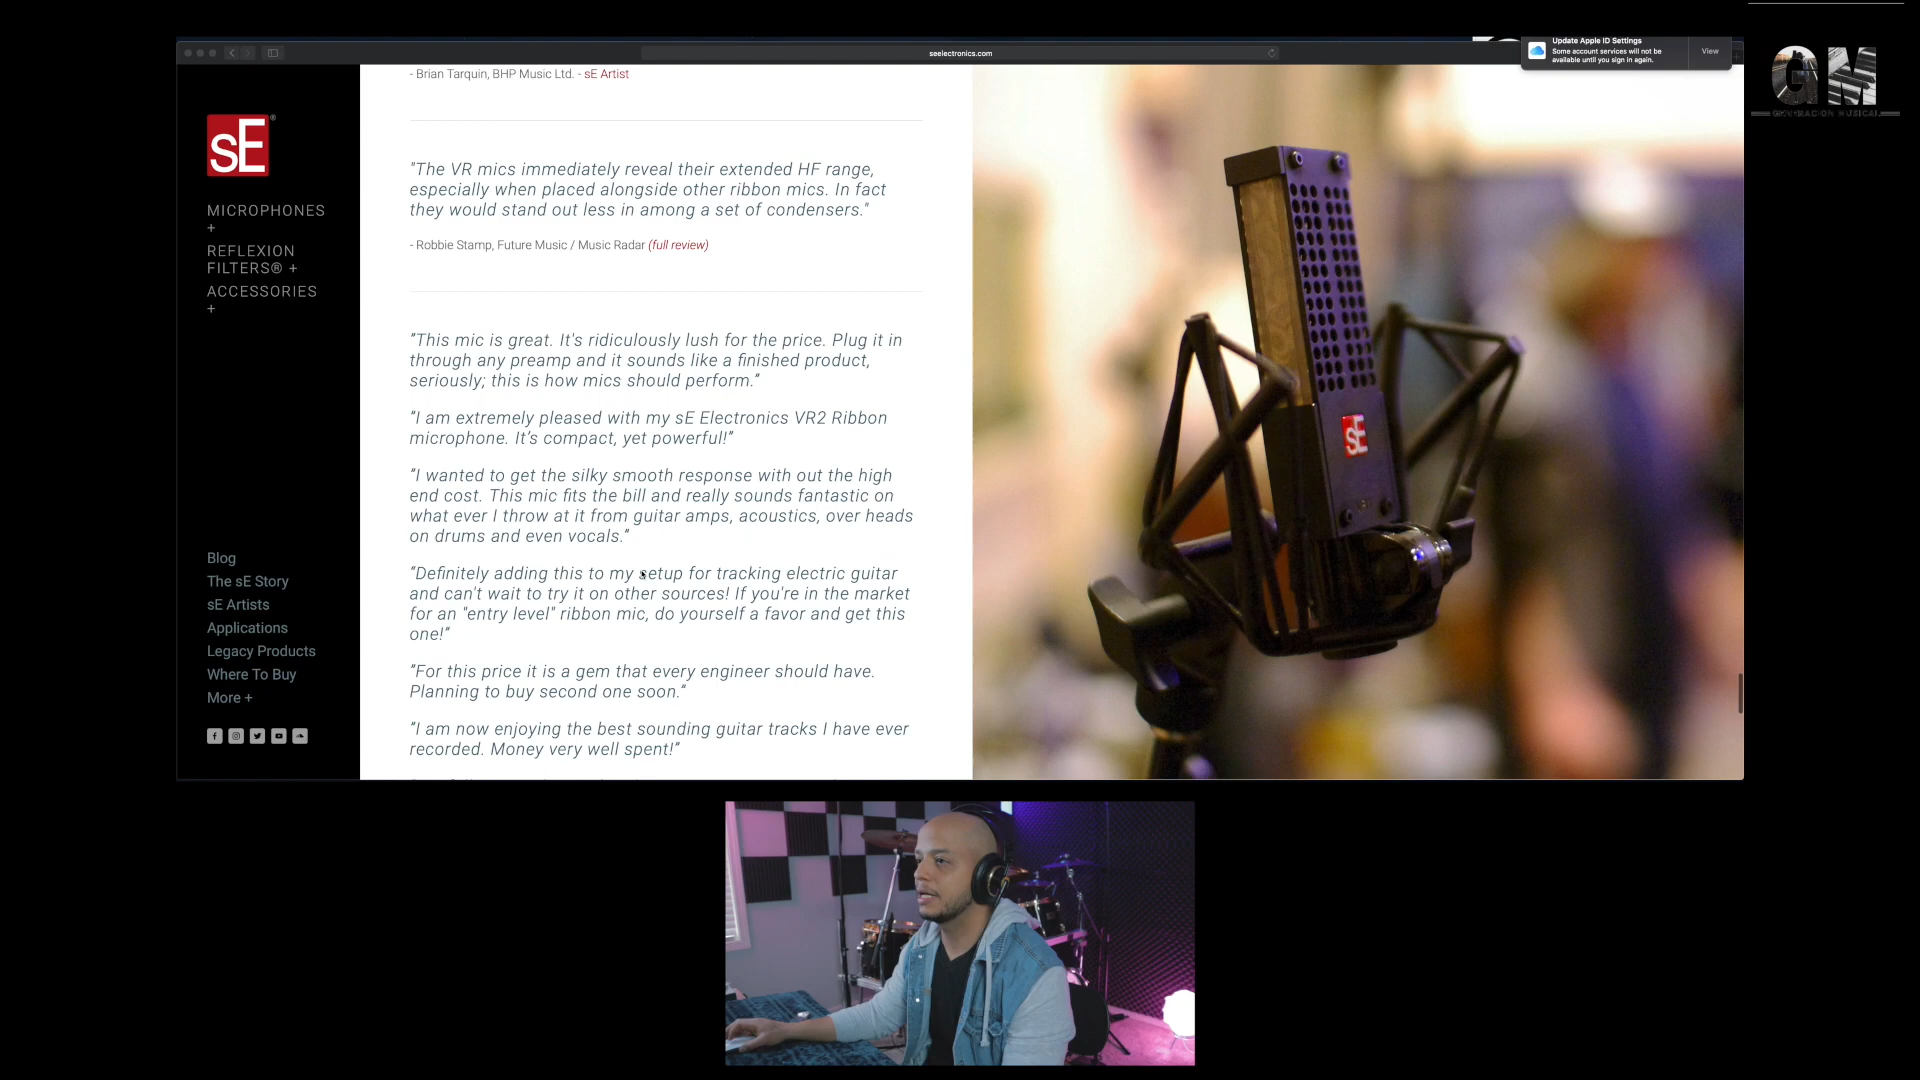 seelectronics.com
Update Apple ID Settings
Some account services will not be
available until you sign in again.
View
GM
sE®
MICROPHONES
+
REFLEXION
FILTERS® +
ACCESSORIES
+
Blog
The sE Story
sE Artists
Applications
Legacy Products
Where To Buy
More +
- Brian Tarquin, BHP Music Ltd. - sE Artist
"The VR mics immediately reveal their extended HF range,
especially when placed alongside other ribbon mics. In fact
they would stand out less in among a set of condensers."
- Robbie Stamp, Future Music / Music Radar (full review)
"This mic is great. It's ridiculously lush for the price. Plug it in
through any preamp and it sounds like a finished product,
seriously; this is how mics should perform."
"I am extremely pleased with my sE Electronics VR2 Ribbon
microphone. It's compact, yet powerful!"
"I wanted to get the silky smooth response with out the high
end cost. This mic fits the bill and really sounds fantastic on
what ever I throw at it from guitar amps, acoustics, over heads
on drums and even vocals."
"Definitely adding this to my setup for tracking electric guitar
and can't wait to try it on other sources! If you're in the market
for an "entry level" ribbon mic, do yourself a favor and get this
one!"
"For this price it is a gem that every engineer should have.
Planning to buy second one soon."
"I am now enjoying the best sounding guitar tracks I have ever
recorded. Money very well spent!"
sE